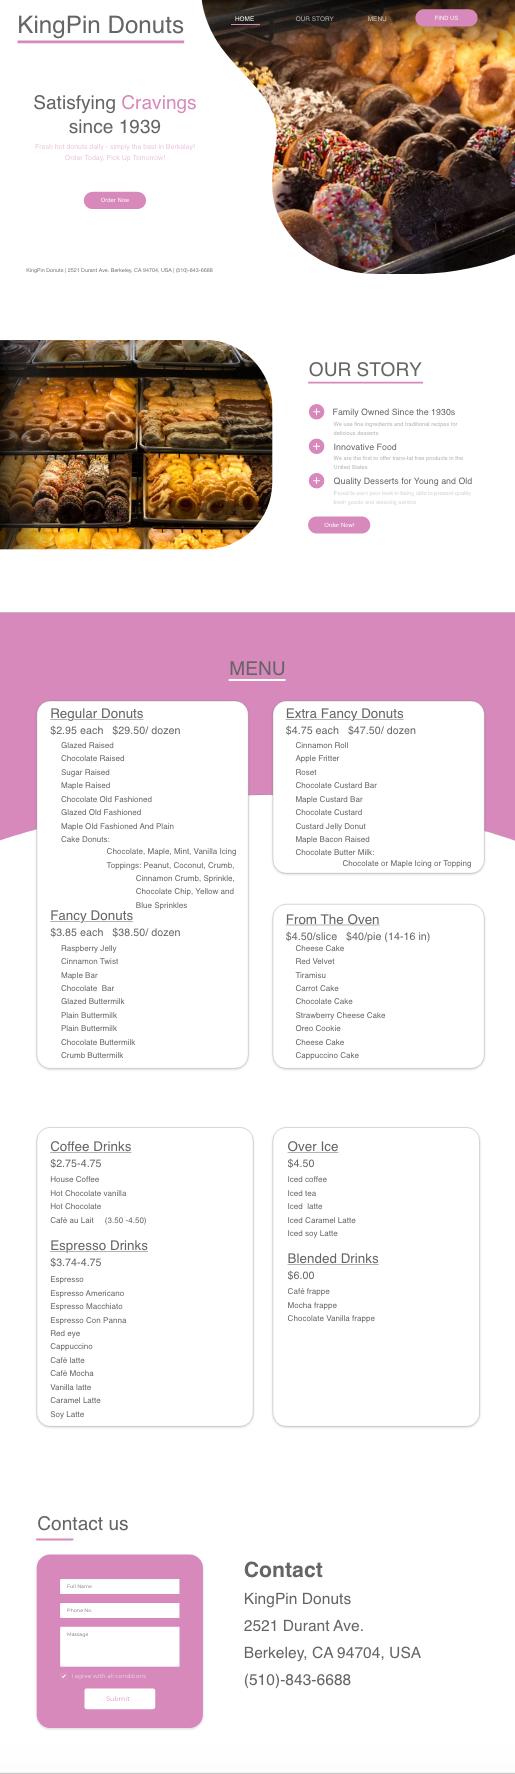 KingPin Donuts
HOME
OUR STORY
MENU
FIND US
Satisfying Cravings
since 1939
Fresh hot donuts daily - simply the best in Berkeley!
Order Today, Pick Up Tomorrow!
Order Now
KingPin Donuts | 2521 Durant Ave. Berkeley, CA 94704, USA | (510)-843-6688
OUR STORY
Family Owned Since the 1930s
We use fine ingredients and traditional recipes for
delicious desserts
Innovative Food
We are the first to offer trans-fat free products in the
United States
Quality Desserts for Young and Old
fresh goods and amazing service
Order Now!
MENU
Regular Donuts
$2.95 each $29.50/ dozen
Glazed Raised
Chocolate Raised
Sugar Raised
Maple Raised
Chocolate Old Fashioned
Glazed Old Fashioned
Maple Old Fashioned And Plain
Cake Donuts:
Chocolate, Maple, Mint, Vanilla Icing
Toppings: Peanut, Coconut, Crumb,
Cinnamon Crumb, Sprinkle,
Chocolate Chip, Yellow and
Blue Sprinkles
Fancy Donuts
$3.85 each $38.50/ dozen
Raspberry Jelly
Cinnamon Twist
Maple Bar
Chocolate Bar
Glazed Buttermilk
Plain Buttermilk
Plain Buttermilk
Chocolate Buttermilk
Crumb Buttermilk
Extra Fancy Donuts
$4.75 each $47.50/ dozen
Cinnamon Roll
Apple Fritter
Roset
Chocolate Custard Bar
Maple Custard Bar
Chocolate Custard
Custard Jelly Donut
Maple Bacon Raised
Chocolate Butter Milk:
Chocolate or Maple Icing or Topping
From The Oven
$4.50/slice $40/pie (14-16 in)
Cheese Cake
Red Velvet
Tiramisu
Carrot Cake
Chocolate Cake
Strawberry Cheese Cake
Oreo Cookie
Cheese Cake
Cappuccino Cake
Coffee Drinks
$2.75-4.75
House Coffee
Hot Chocolate vanilla
Hot Chocolate
Café au Lait (3.50 -4.50)
Espresso Drinks
$3.74-4.75
Espresso
Espresso Americano
Espresso Macchiato
Espresso Con Panna
Red eye
Cappuccino
Café latte
Café Mocha
Vanilla latte
Caramel Latte
Soy Latte
Over Ice
$4.50
Iced coffee
Iced tea
Iced latte
Iced Caramel Latte
Iced soy Latte
Blended Drinks
$6.00
Café frappe
Mocha frappe
Chocolate Vanilla frappe
Contact us
Full Name
Phone No.
Massage
I agree with all conditions
Submit
Contact
KingPin Donuts
2521 Durant Ave.
Berkeley, CA 94704, USA
(510)-843-6688